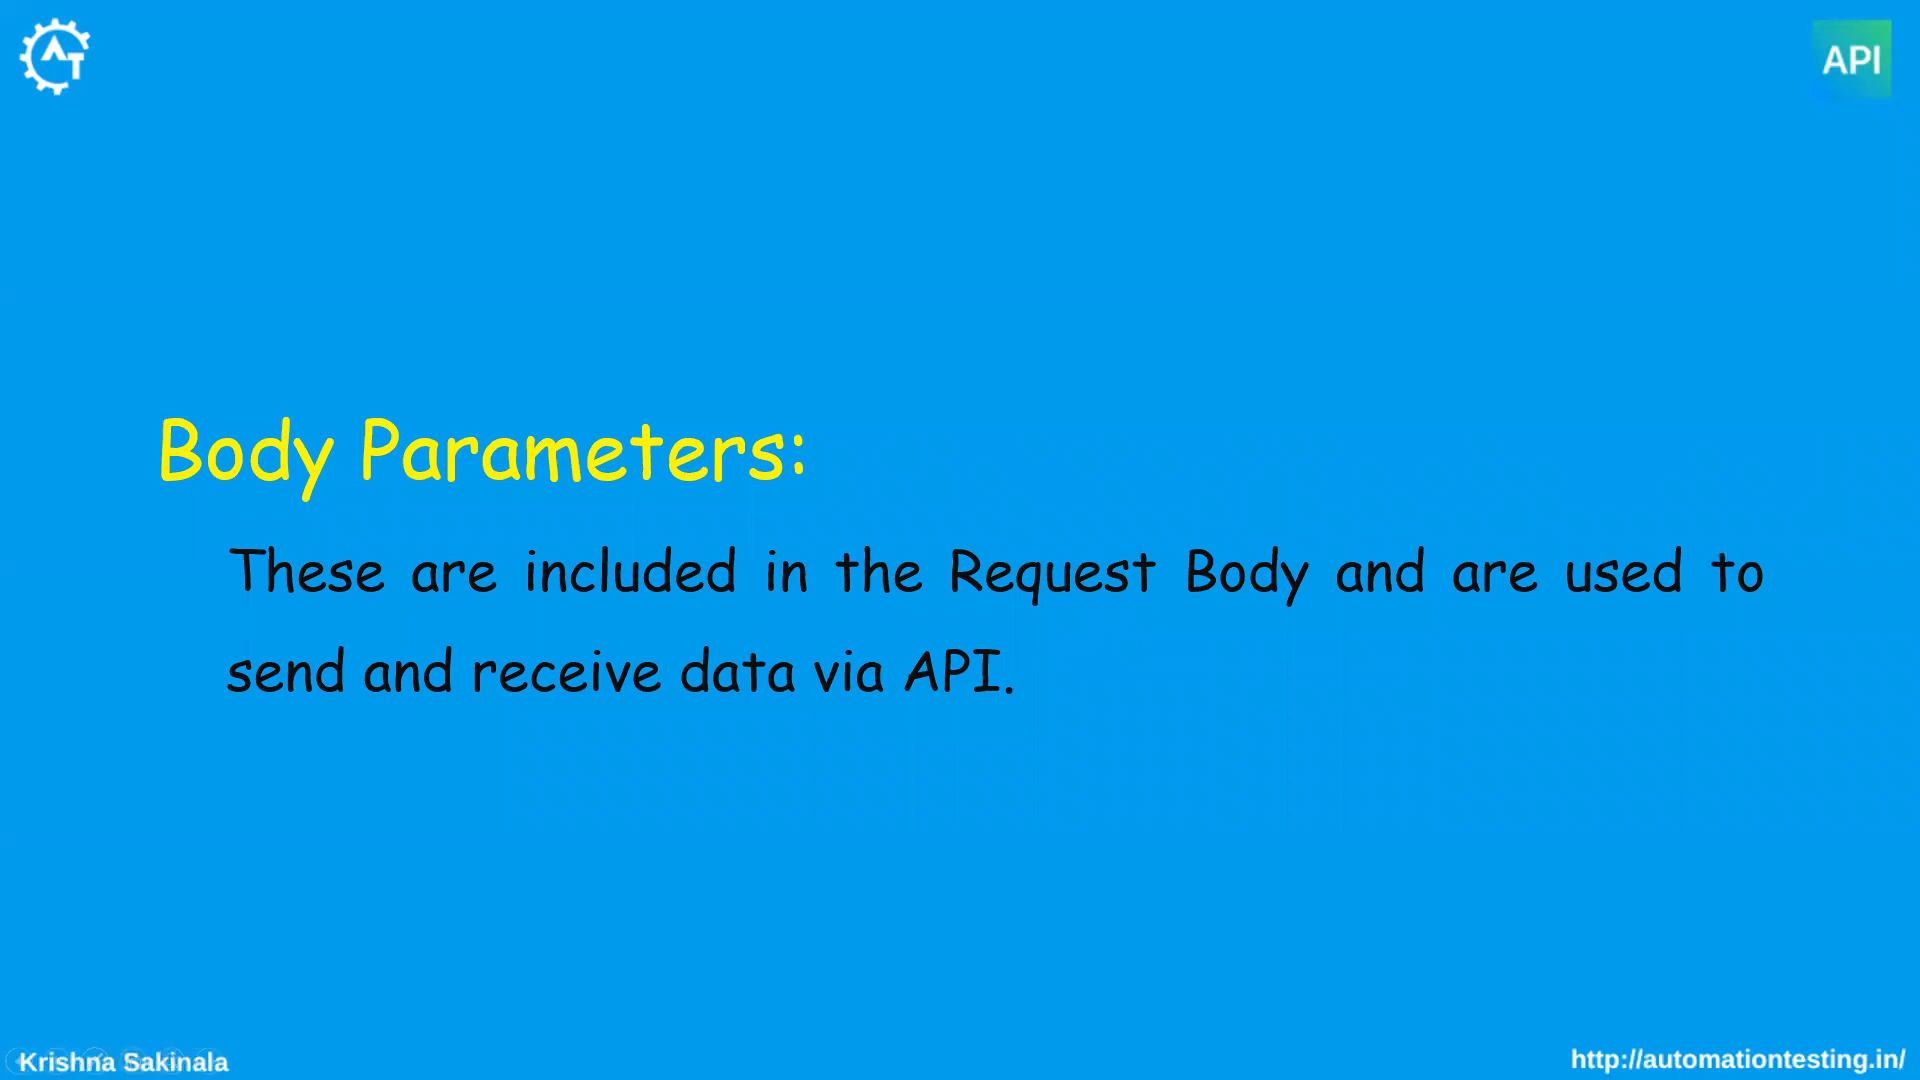 AT
API
Body Parameters:
These are included in the Request Body and are used to
send and receive data via API.
Krishna Sakinala
http://automationtesting.in/